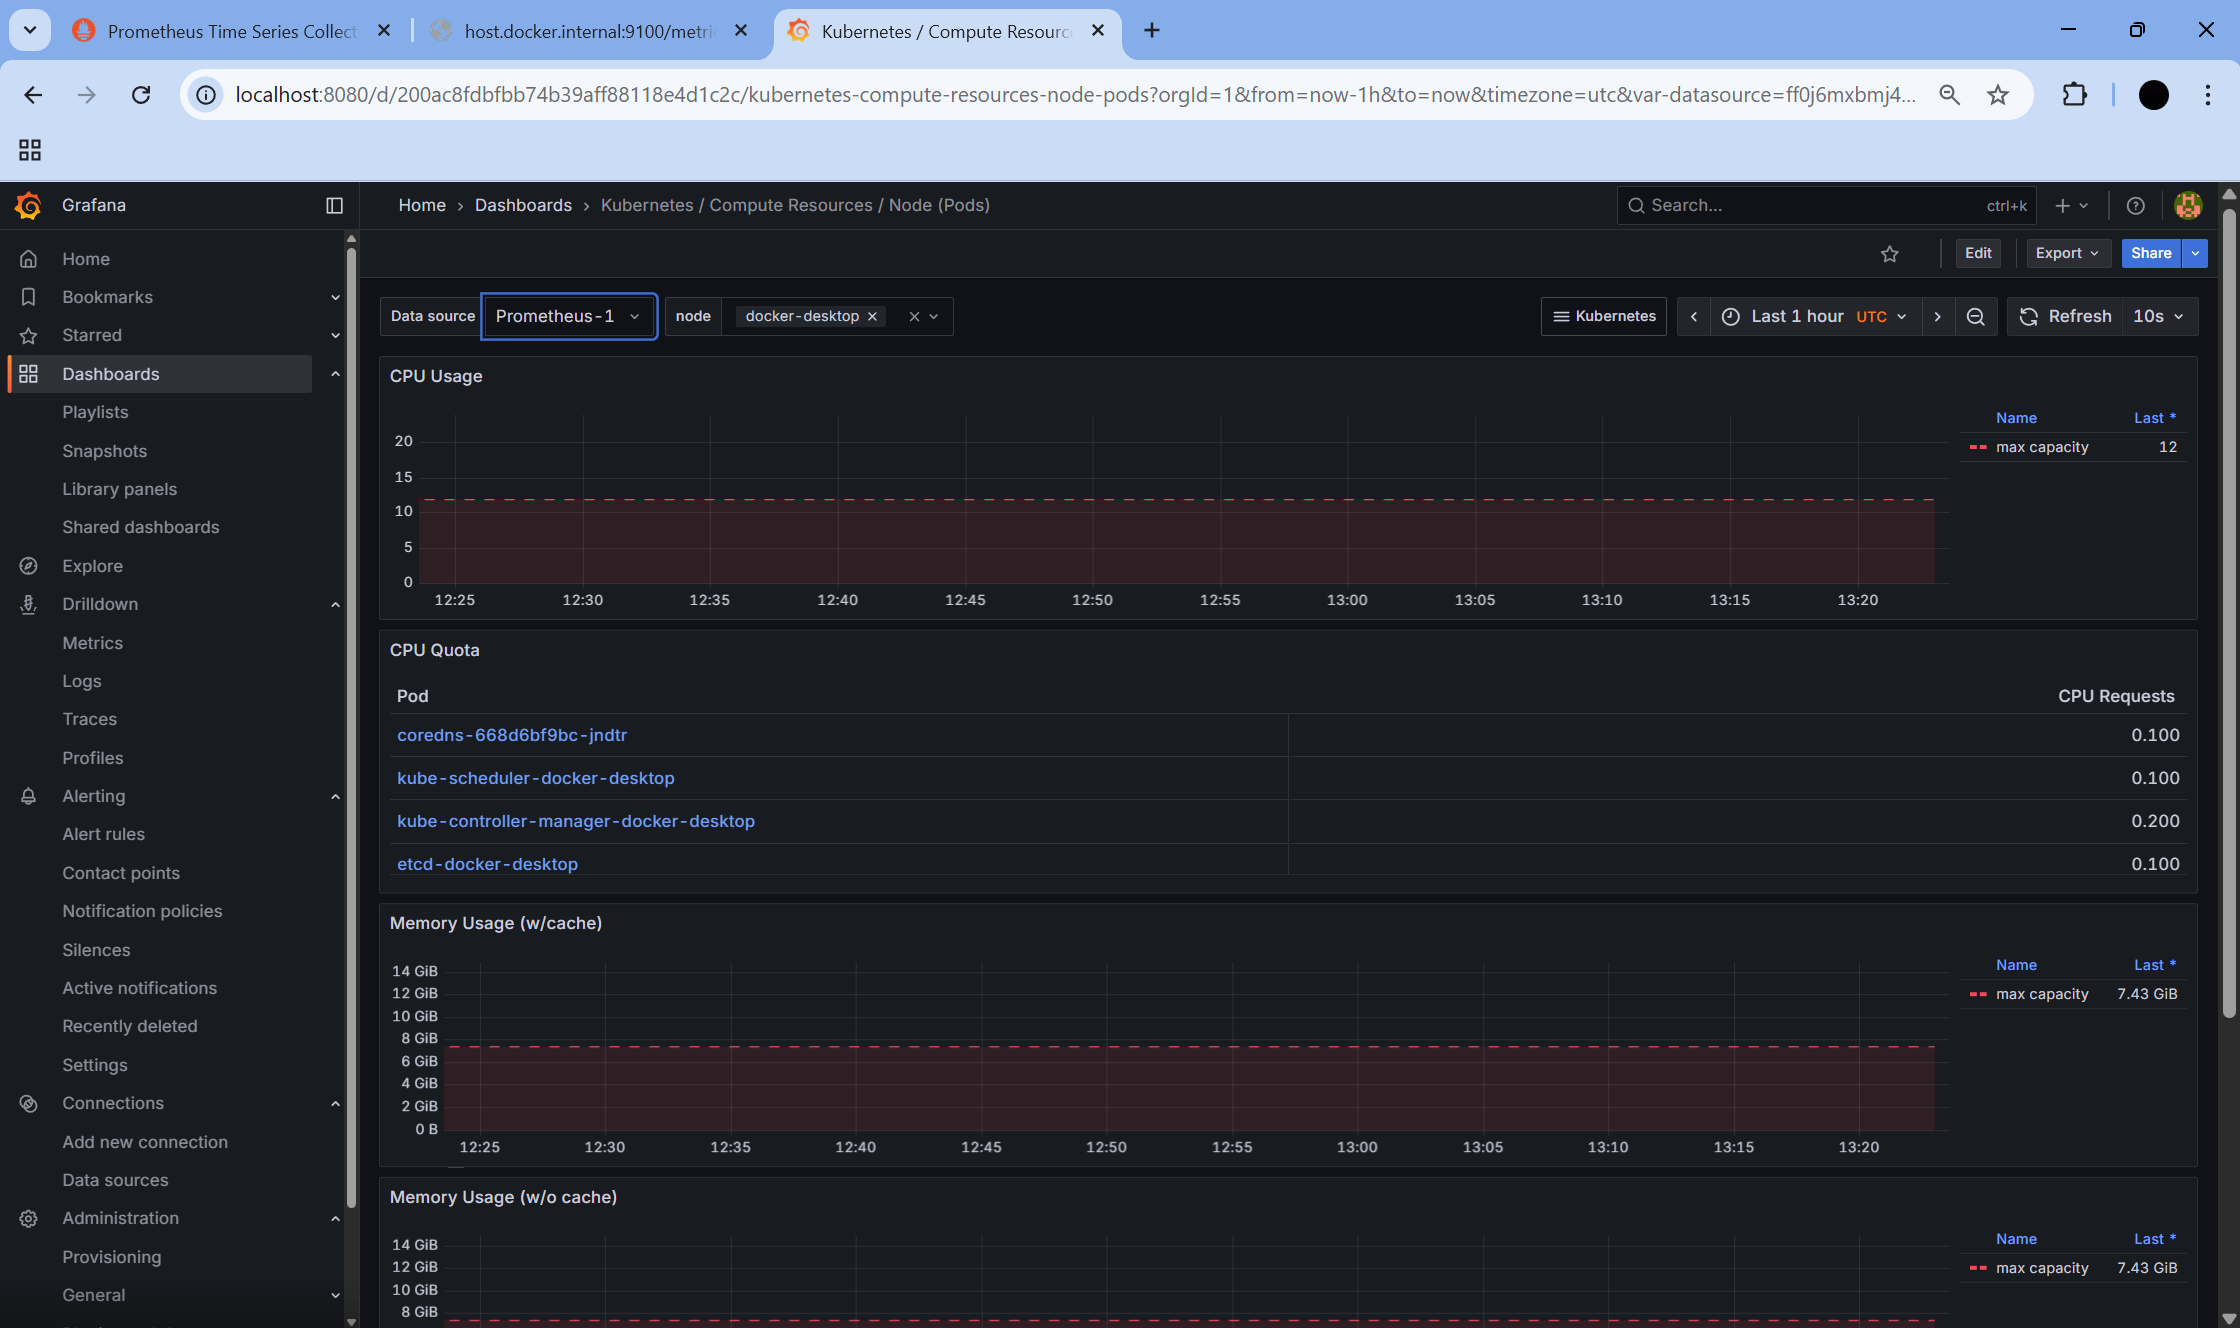 Prometheus Time Series Collect
host.docker.internal:9100/metri
Kubernetes / Compute Resourc
localhost:8080/d/200ac8fdbfbb74b39aff88118e4d1c2c/kubernetes-compute-resources-node-pods?orgId=1&from=now-1h&to=now&timezone=utc&var-datasource=ff0j6mxbmj4...
Grafana
Home › Dashboards › Kubernetes / Compute Resources / Node (Pods)
Search...
ctrl+k
Edit
Export
Share
Home
Bookmarks
Starred
Dashboards
Playlists
Snapshots
Library panels
Shared dashboards
Explore
Drilldown
Metrics
Logs
Traces
Profiles
Alerting
Alert rules
Contact points
Notification policies
Silences
Active notifications
Recently deleted
Settings
Connections
Add new connection
Data sources
Administration
Provisioning
General
Data source
Prometheus-1
node
docker-desktop
Kubernetes
Last 1 hour UTC
Refresh
10s
CPU Usage
20
15
10
5
0
12:25 12:30 12:35 12:40 12:45 12:50 12:55 13:00 13:05 13:10 13:15 13:20
Name Last *
max capacity 12
CPU Quota
Pod CPU Requests
coredns-668d6bf9bc-jndtr 0.100
kube-scheduler-docker-desktop 0.100
kube-controller-manager-docker-desktop 0.200
etcd-docker-desktop 0.100
Memory Usage (w/cache)
14 GiB
12 GiB
10 GiB
8 GiB
6 GiB
4 GiB
2 GiB
0 B
12:25 12:30 12:35 12:40 12:45 12:50 12:55 13:00 13:05 13:10 13:15 13:20
Name Last *
max capacity 7.43 GiB
Memory Usage (w/o cache)
14 GiB
12 GiB
10 GiB
8 GiB
Name Last *
max capacity 7.43 GiB